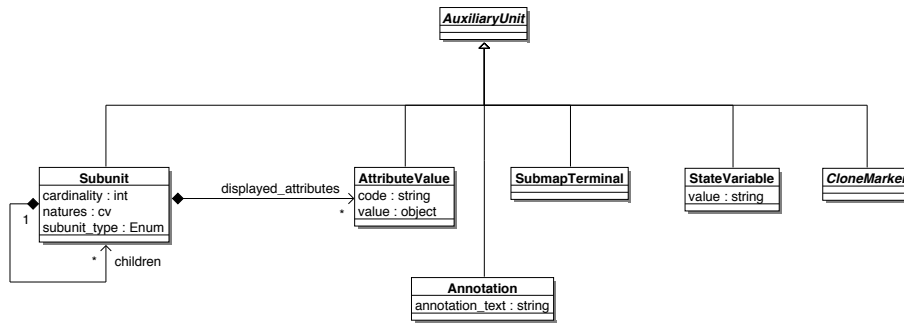 AuxiliaryUnit
Subunit
cardinality : int
natures : cv
subunit_type : Enum
1
* children
displayed_attributes
*
AttributeValue
code : string
value : object
SubmapTerminal
StateVariable
value : string
CloneMarker
Annotation
annotation_text : string